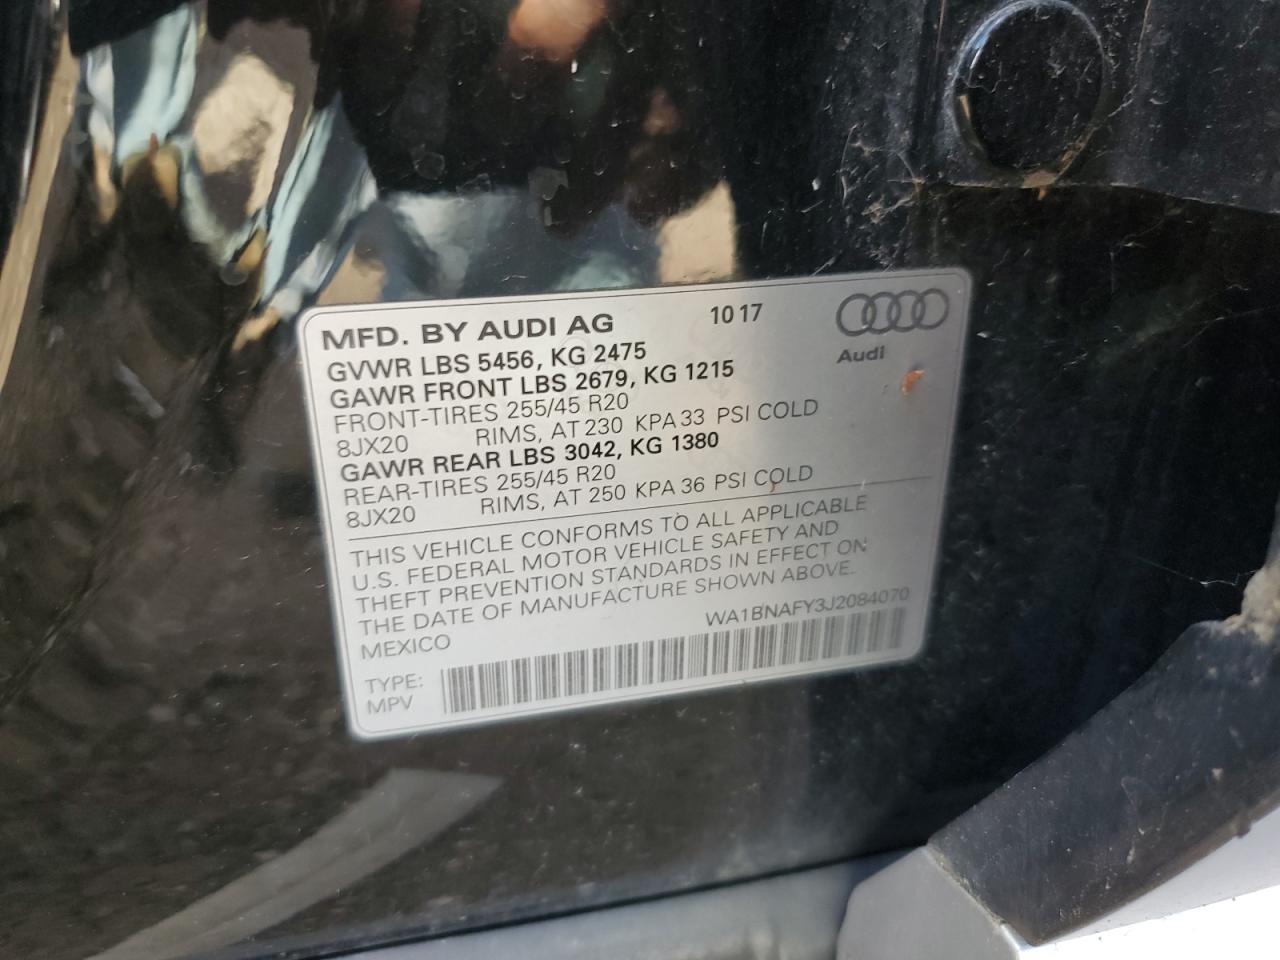 MFD. BY AUDI AG 10 17
Audi
GVWR LBS 5456, KG 2475
GAWR FRONT LBS 2679, KG 1215
FRONT-TIRES 255/45 R20
8JX20 RIMS, AT 230 KPA 33 PSI COLD
GAWR REAR LBS 3042, KG 1380
REAR-TIRES 255/45 R20
8JX20 RIMS, AT 250 KPA 36 PSI COLD
THIS VEHICLE CONFORMS TO ALL APPLICABLE
U.S. FEDERAL MOTOR VEHICLE SAFETY AND
THEFT PREVENTION STANDARDS IN EFFECT ON
THE DATE OF MANUFACTURE SHOWN ABOVE.
MEXICO WA1BNAFY3J2084070
TYPE:
MPV